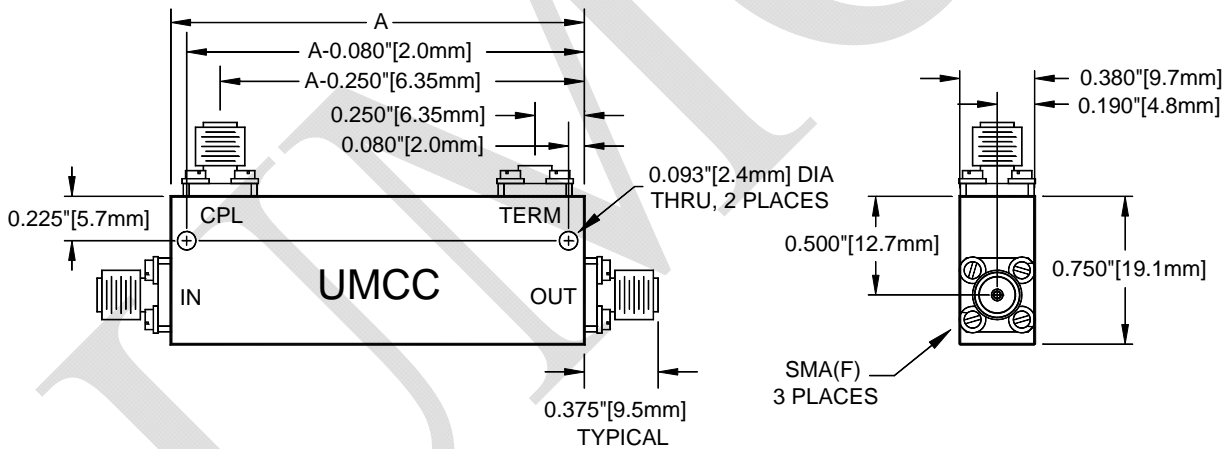 A
A-0.080"[2.0mm]
A-0.250"[6.35mm]
0.250"[6.35mm]
0.080"[2.0mm]
0.225"[5.7mm]
CPL
TERM
0.093"[2.4mm] DIA
THRU, 2 PLACES
IN
UMCC
OUT
0.375"[9.5mm]
TYPICAL
0.380"[9.7mm]
0.190"[4.8mm]
0.500"[12.7mm]
0.750"[19.1mm]
SMA(F)
3 PLACES